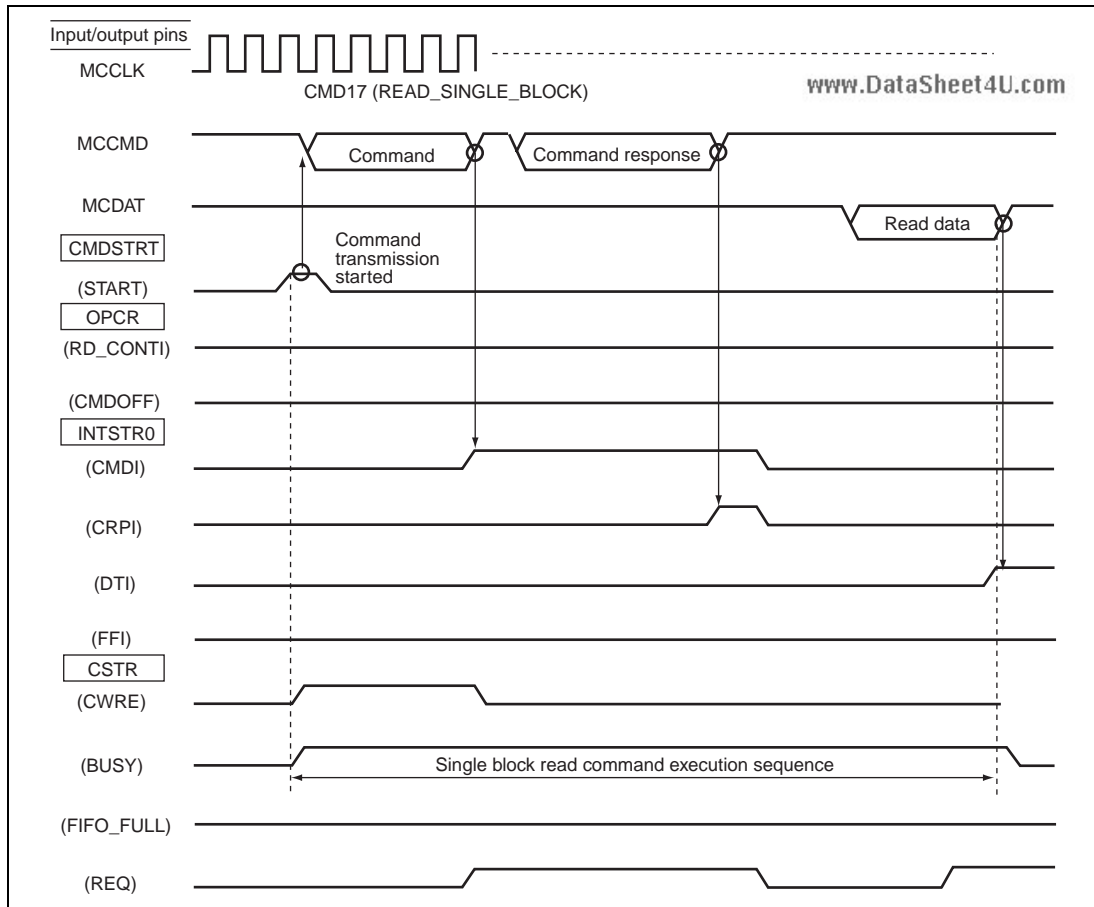 Input/output pins
MCCLK
www.DataSheet4U.com
CMD17 (READ_SINGLE_BLOCK)
MCCMD
Command
Command response
MCDAT
Read data
CMDSTRT
Command
transmission
started
(START)
OPCR
(RD_CONTI)
(CMDOFF)
INTSTR0
(CMDI)
(CRPI)
(DTI)
(FFI)
CSTR
(CWRE)
(BUSY)
Single block read command execution sequence
(FIFO_FULL)
(REQ)